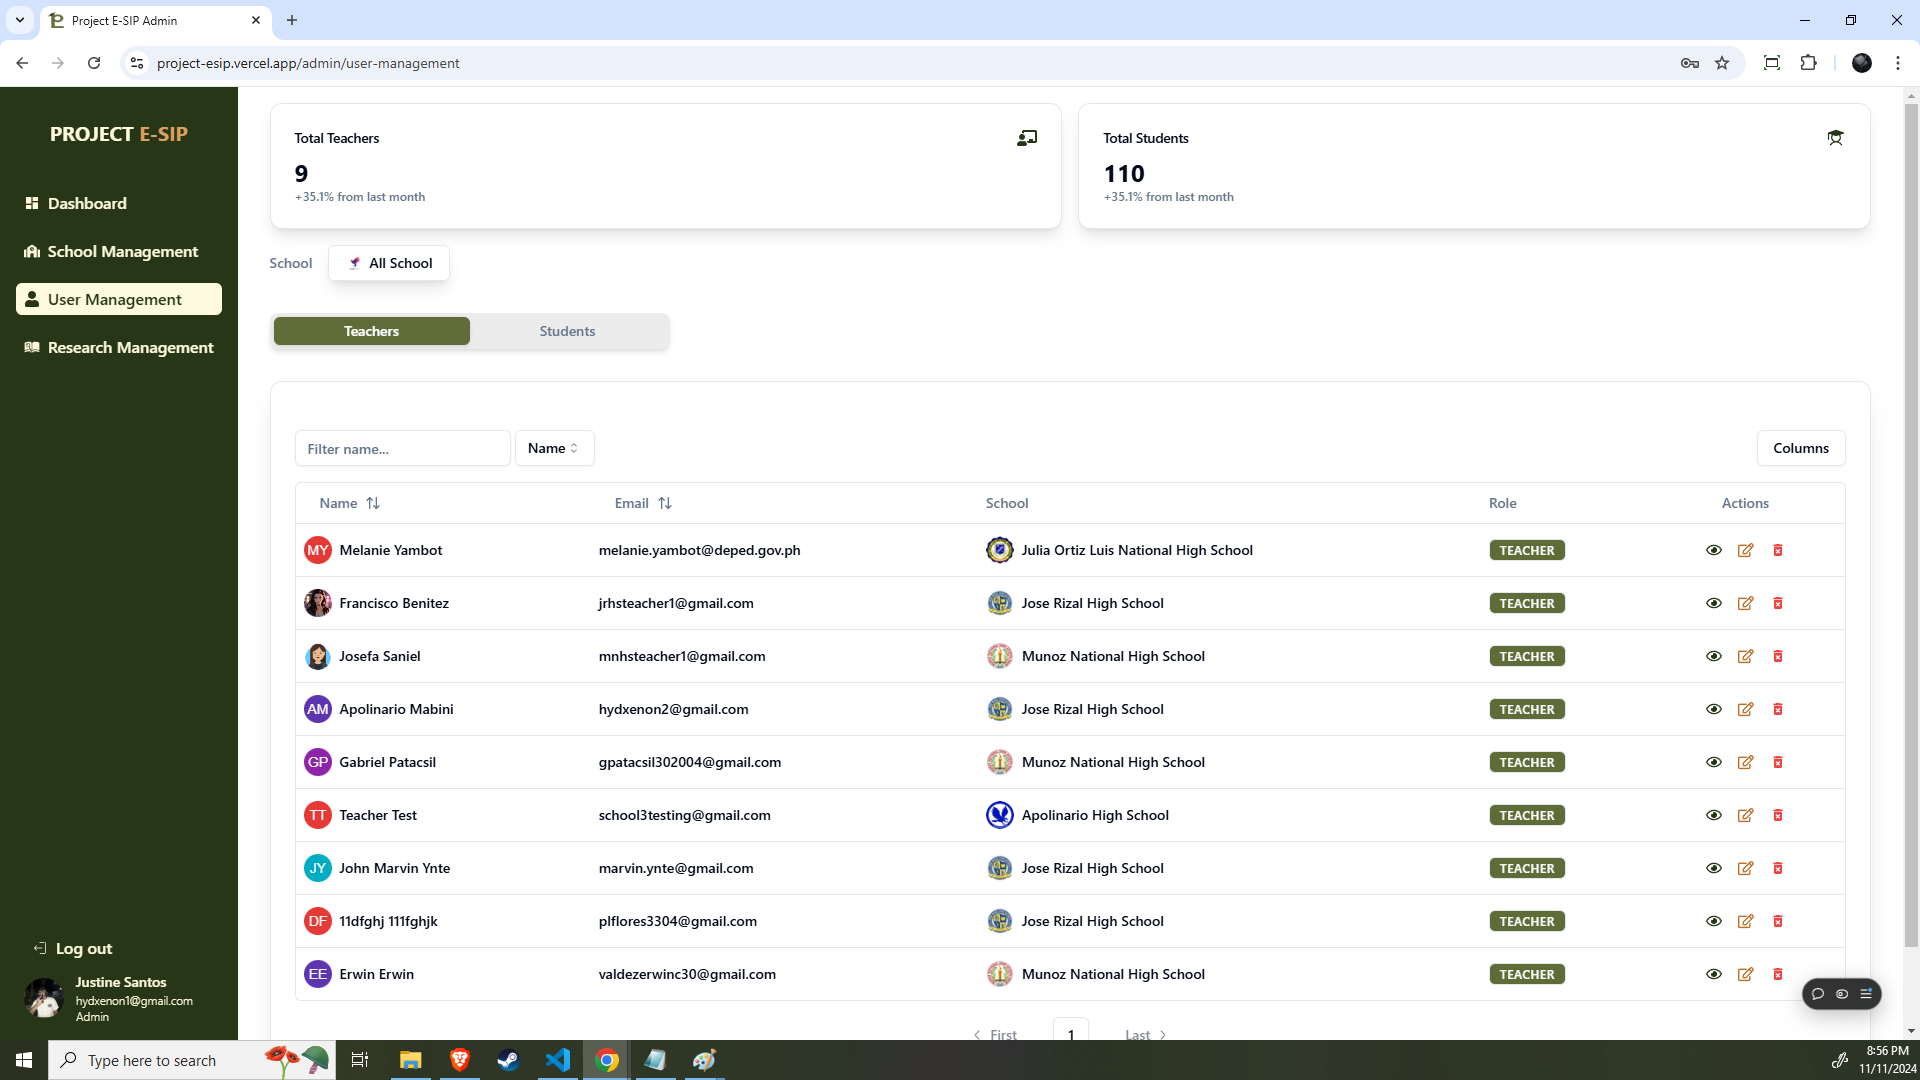 Project E-SIP Admin
project-esip.vercel.app/admin/user-management
PROJECT E-SIP
Dashboard
School Management
User Management
Research Management
Log out
Justine Santos
hydxenon1@gmail.com
Admin
Total Teachers
9
+35.1% from last month
Total Students
110
+35.1% from last month
School
All School
Teachers
Students
Filter name...
Name
Columns
Name Email School Role Actions
MY Melanie Yambot melanie.yambot@deped.gov.ph Julia Ortiz Luis National High School TEACHER
Francisco Benitez jrhsteacher1@gmail.com Jose Rizal High School TEACHER
Josefa Saniel mnhsteacher1@gmail.com Munoz National High School TEACHER
AM Apolinario Mabini hydxenon2@gmail.com Jose Rizal High School TEACHER
GP Gabriel Patacsil gpatacsil302004@gmail.com Munoz National High School TEACHER
TT Teacher Test school3testing@gmail.com Apolinario High School TEACHER
JY John Marvin Ynte marvin.ynte@gmail.com Jose Rizal High School TEACHER
DF 11dfghj 111fghjk plflores3304@gmail.com Jose Rizal High School TEACHER
EE Erwin Erwin valdezerwinc30@gmail.com Munoz National High School TEACHER
First 1 Last
Type here to search
8:56 PM
11/11/2024